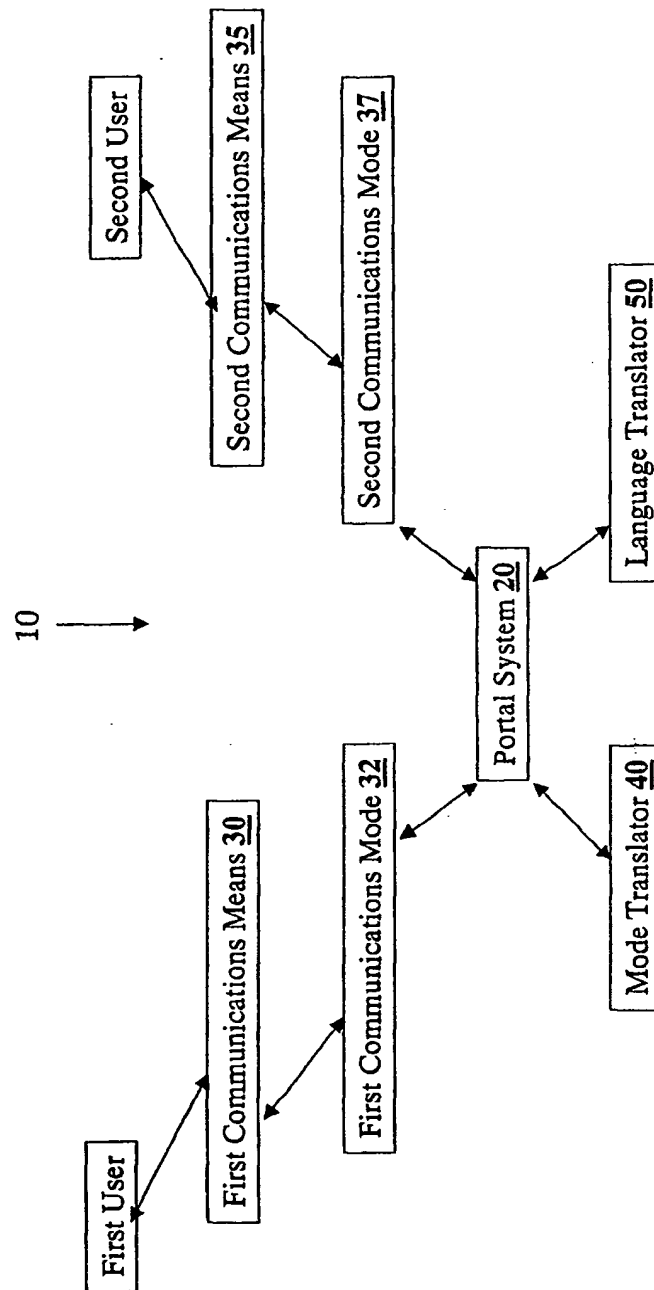 10
First User
Second User
First Communications Means 30
Second Communications Means 35
First Communications Mode 32
Second Communications Mode 37
Portal System 20
Mode Translator 40
Language Translator 50